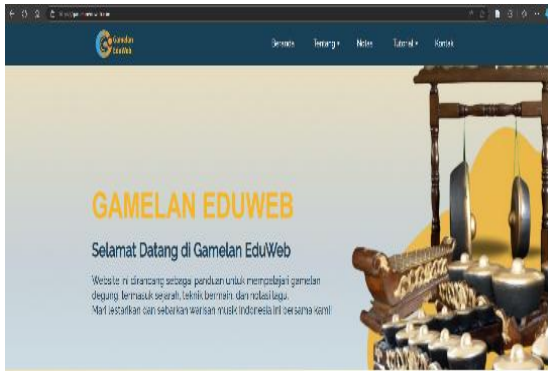 Gamelan
EduWeb
Beranda Tentang Notasi Tutorial Kontak
GAMELAN EDUWEB
Selamat Datang di Gamelan EduWeb
Website ini dirancang sebagai panduan untuk mempelajari gamelan
degung, termasuk sejarah, teknik bermain, dan notasi lagu.
Mari lestarikan dan sebarkan warisan musik Indonesia ini bersama kami!